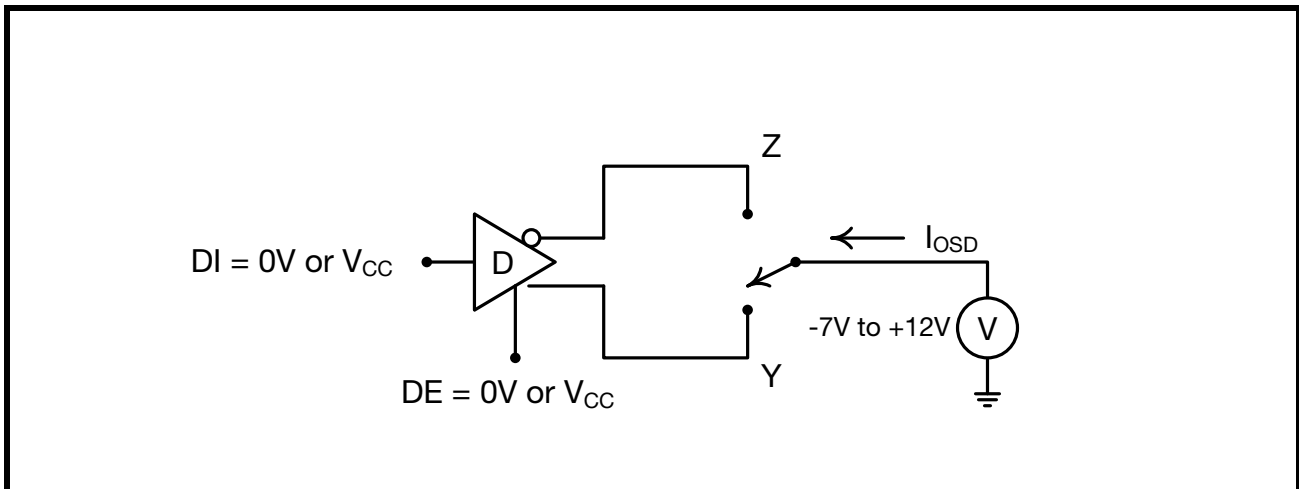 Z
I_OSD
DI = 0V or V_CC
D
-7V to +12V
V
Y
DE = 0V or V_CC